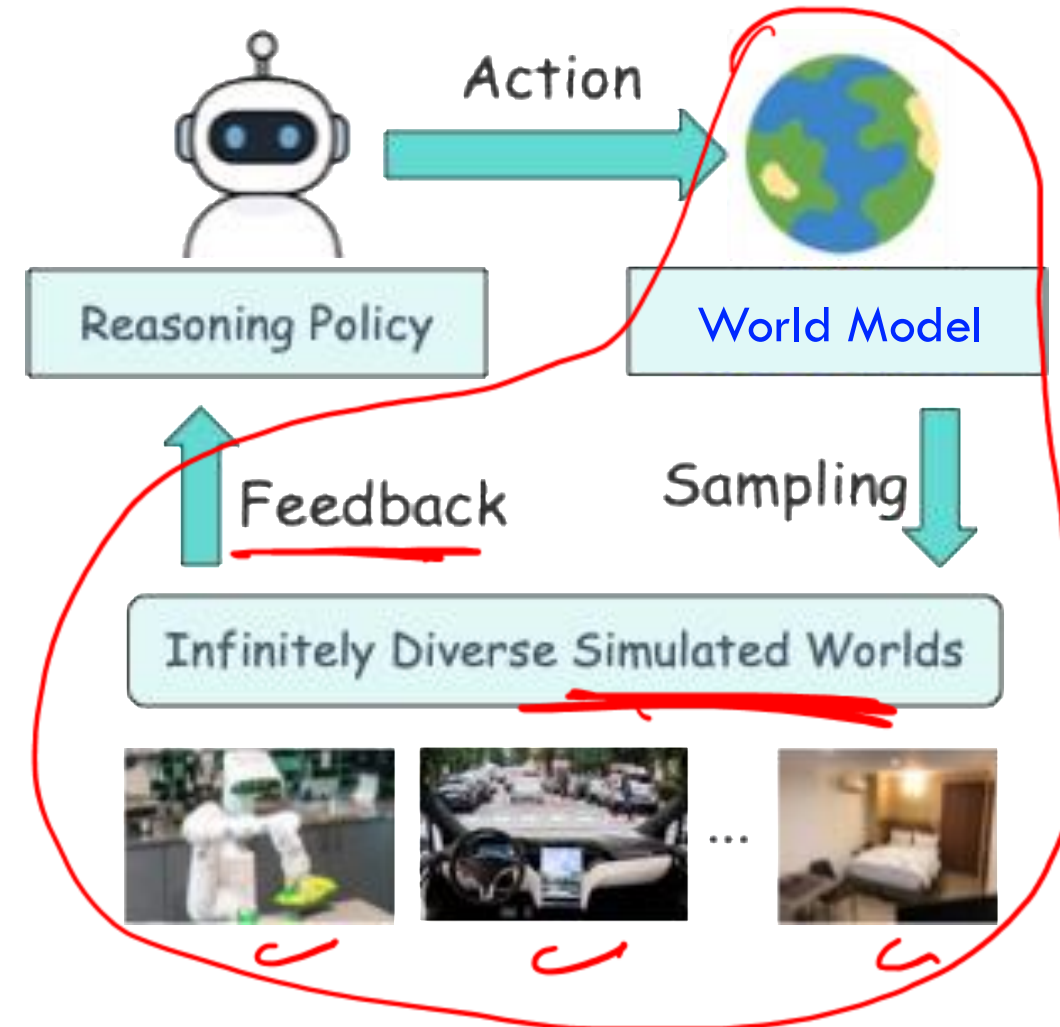 Action
Reasoning Policy
World Model
Feedback
Sampling
Infinitely Diverse Simulated Worlds
...